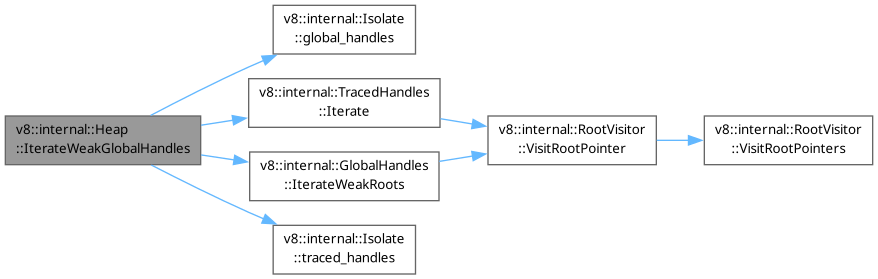 v8::internal::Isolate
::global_handles
v8::internal::TracedHandles
::Iterate
v8::internal::Heap
::IterateWeakGlobalHandles
v8::internal::RootVisitor
::VisitRootPointer
v8::internal::RootVisitor
::VisitRootPointers
v8::internal::GlobalHandles
::IterateWeakRoots
v8::internal::Isolate
::traced_handles